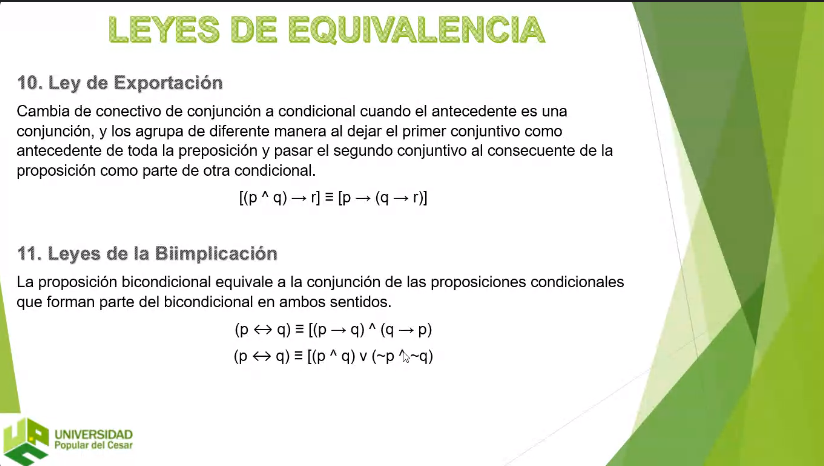 LEYES DE EQUIVALENCIA
10. Ley de Exportación
Cambia de conectivo de conjunción a condicional cuando el antecedente es una
conjunción, y los agrupa de diferente manera al dejar el primer conjuntivo como
antecedente de toda la preposición y pasar el segundo conjuntivo al consecuente de la
proposición como parte de otra condicional.
[(p ^ q) → r] ≡ [p → (q → r)]
11. Leyes de la Biimplicación
La proposición bicondicional equivale a la conjunción de las proposiciones condicionales
que forman parte del bicondicional en ambos sentidos.
(p ↔ q) ≡ [(p → q) ^ (q → p)
(p ↔ q) ≡ [(p ^ q) v (~p ^ ~q)
UNIVERSIDAD
Popular del Cesar